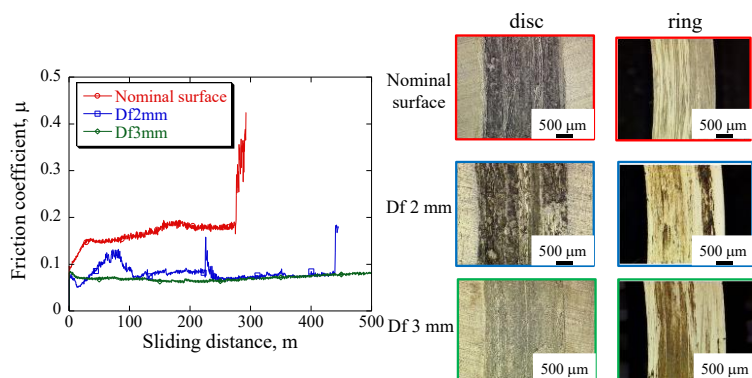 disc
ring
Nominal
surface
500 μm
500 μm
Df 2 mm
500 μm
500 μm
Df 3 mm
500 μm
500 μm
Friction coefficient, μ
0.5
0.4
0.3
0.2
0.1
0.0
0
100
200
300
400
500
Sliding distance, m
Nominal surface
Df2mm
Df3mm